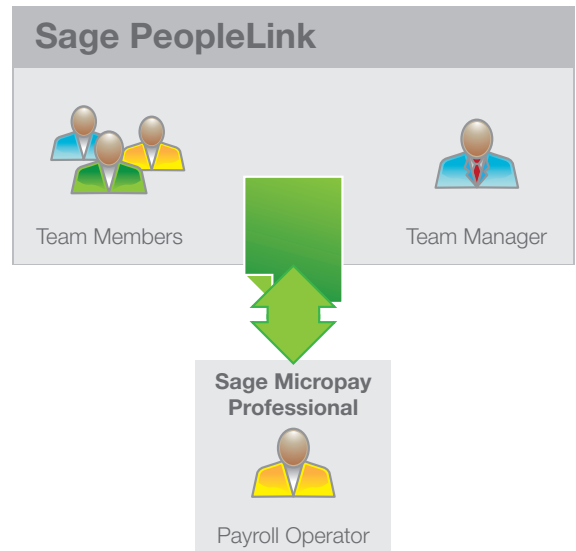 Sage PeopleLink
Team Members
Team Manager
Sage Micropay
Professional
Payroll Operator